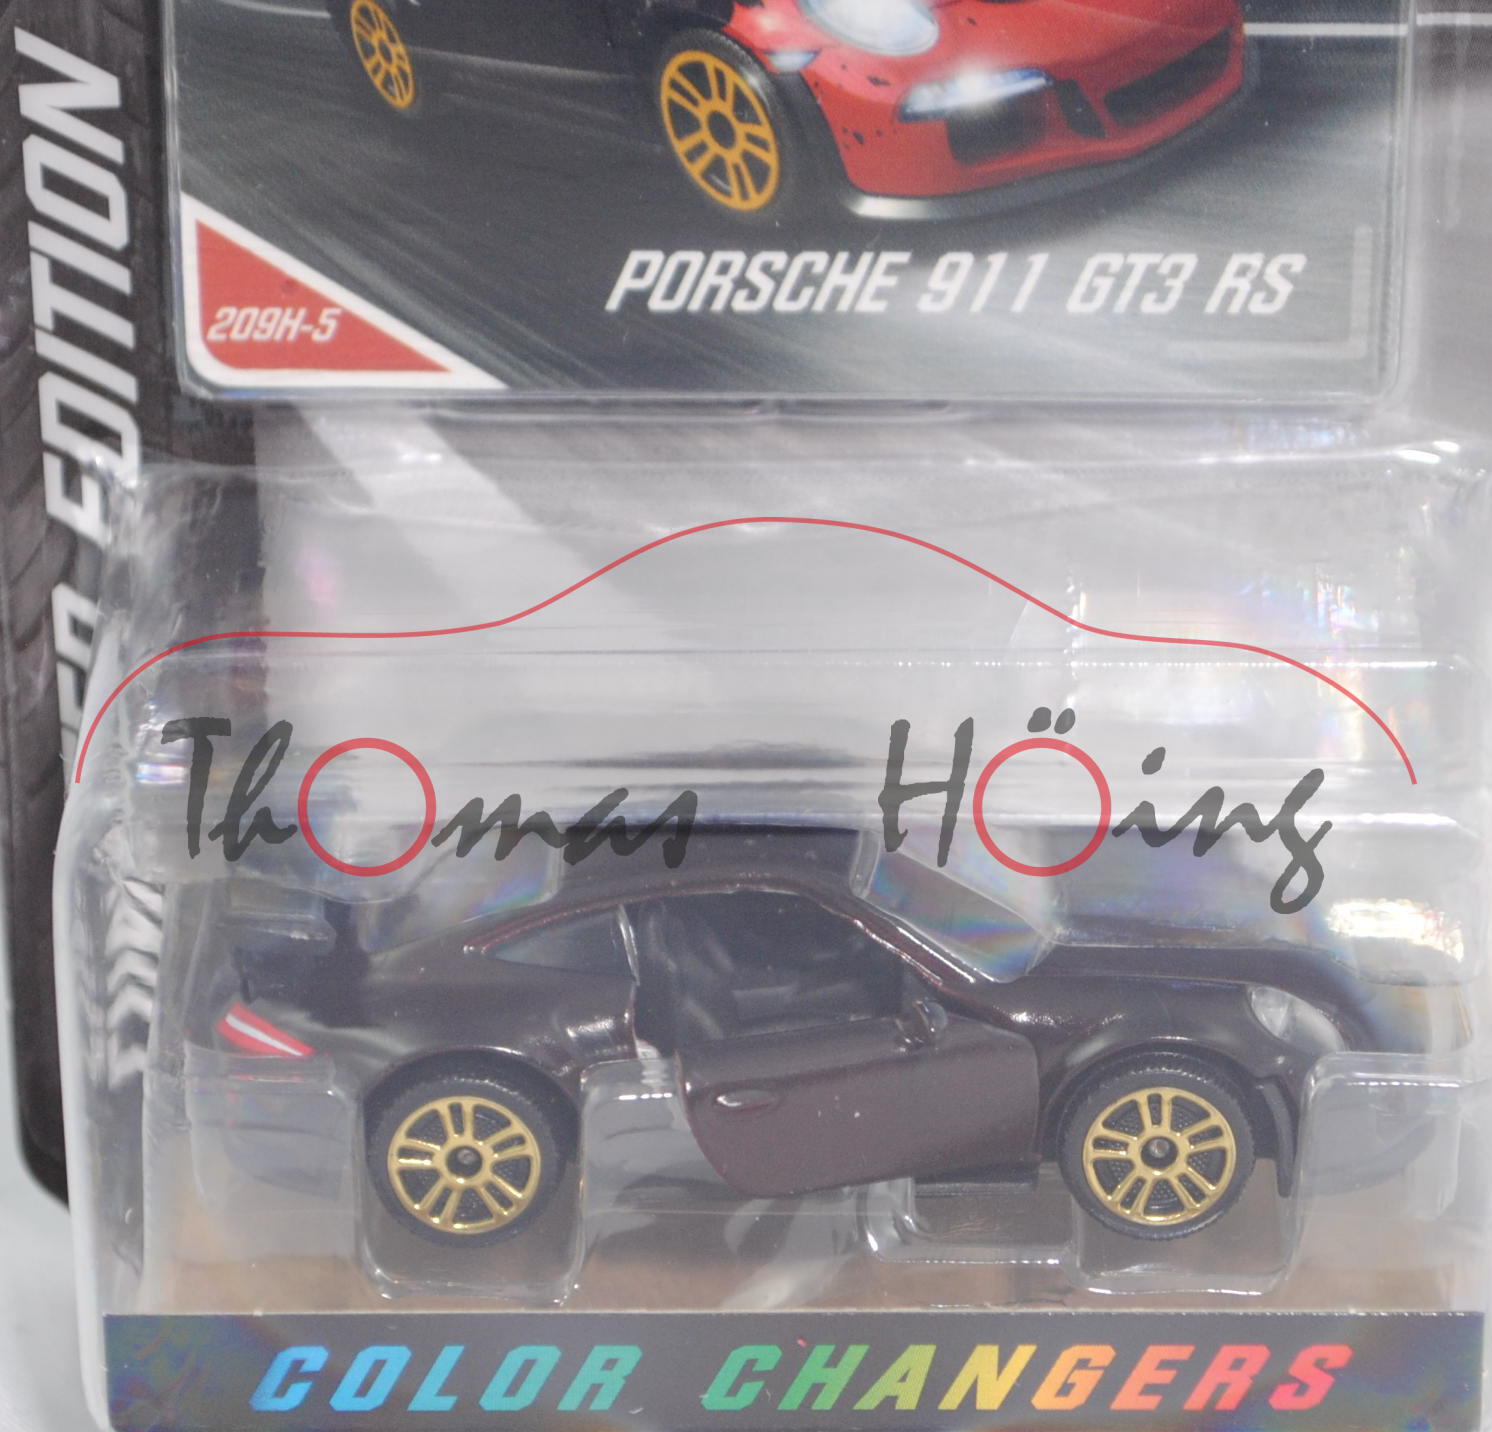 PORSCHE 911 GT3 RS
209H-5
EDITION
Thomas Höing
COLOR CHANGERS